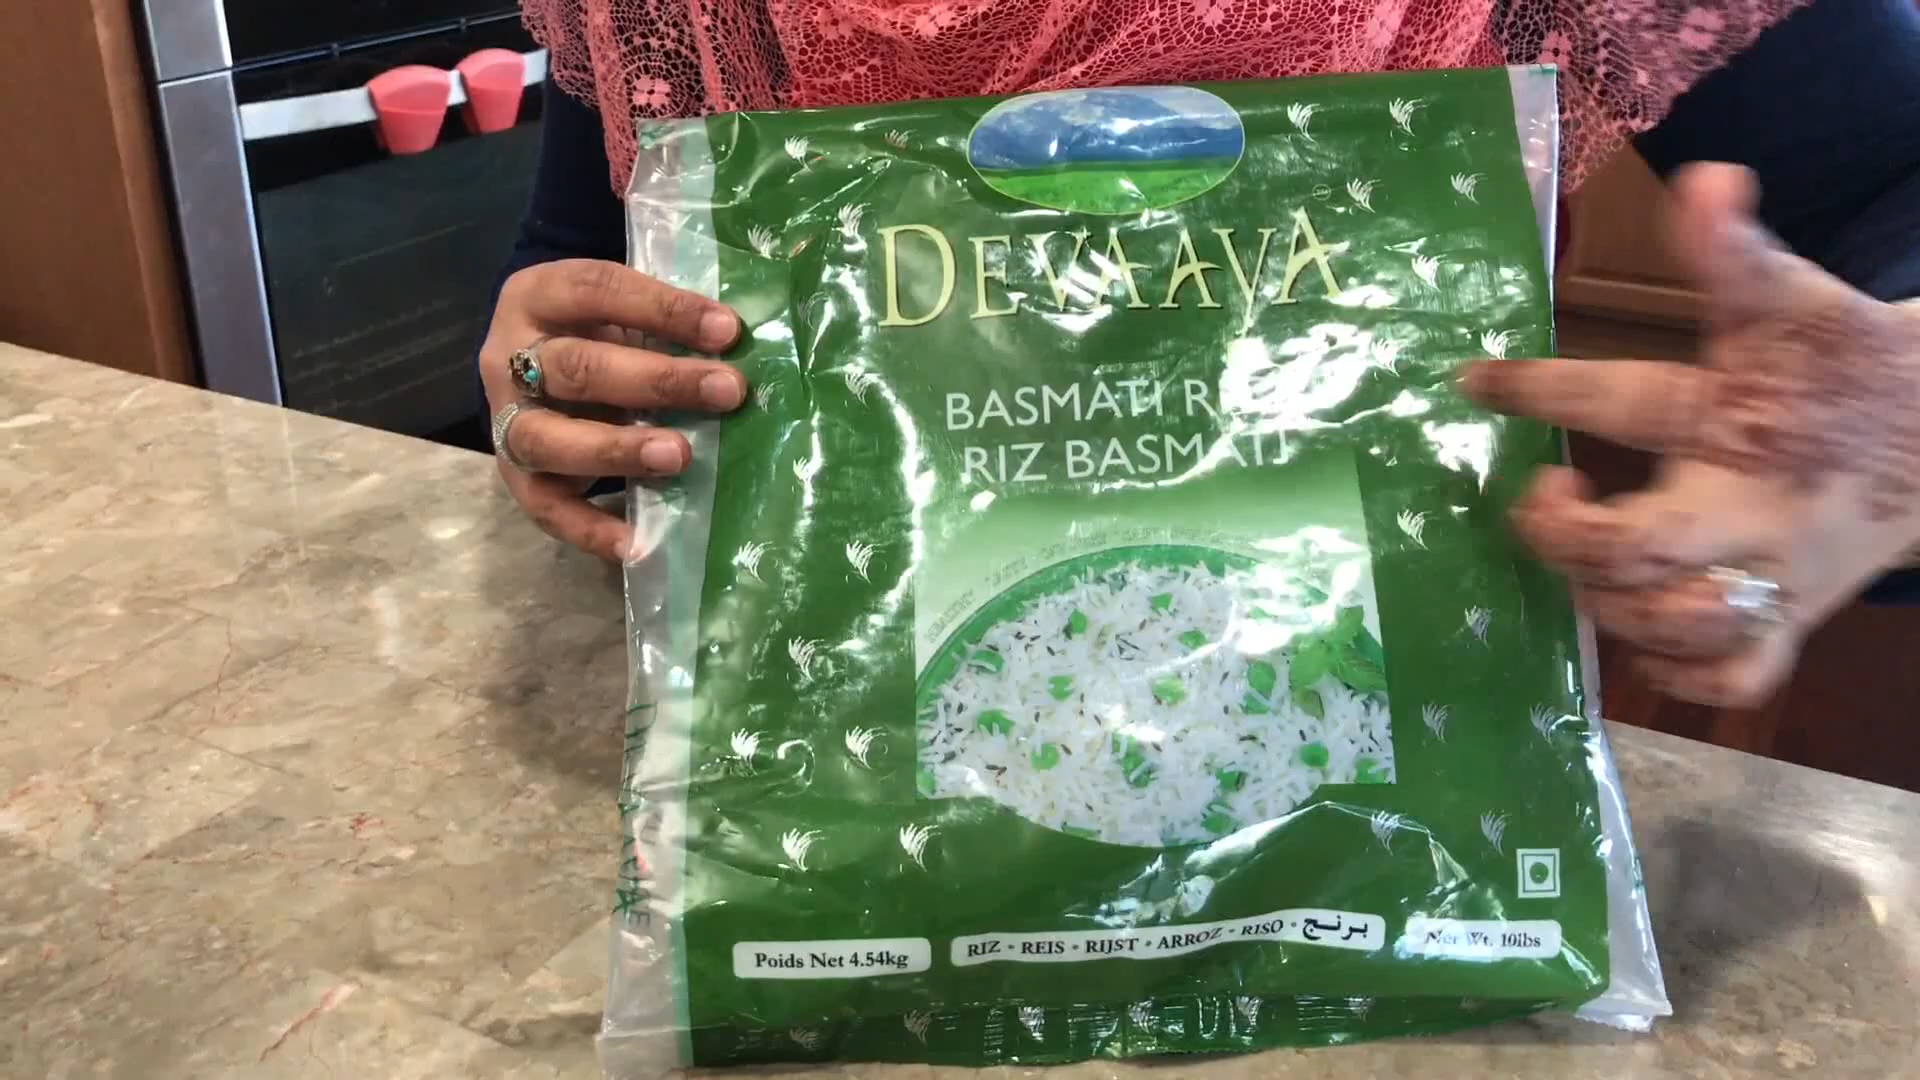 DEVAAVA
BASMATI
RIZ BASMATI
Poids Net 4.54kg
RIZ • REIS • RIJST • ARROZ • RISO • برنج
Net Wt. 10lbs